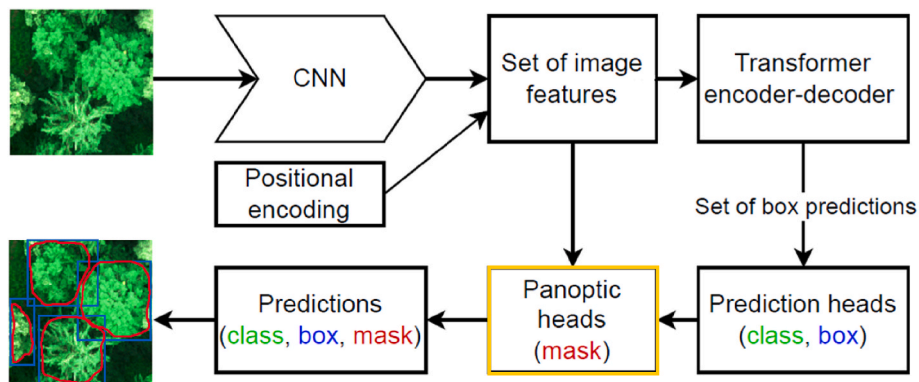 CNN
Set of image
features
Transformer
encoder-decoder
Positional
encoding
Set of box predictions
Predictions
(class, box, mask)
Panoptic
heads
(mask)
Prediction heads
(class, box)